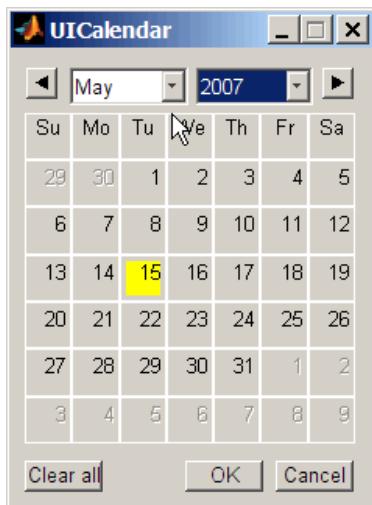 UICalendar
May 2007
Su Mo Tu We Th Fr Sa
29 30 1 2 3 4 5
6 7 8 9 10 11 12
13 14 15 16 17 18 19
20 21 22 23 24 25 26
27 28 29 30 31 1 2
3 4 5 6 7 8 9
Clear all OK Cancel